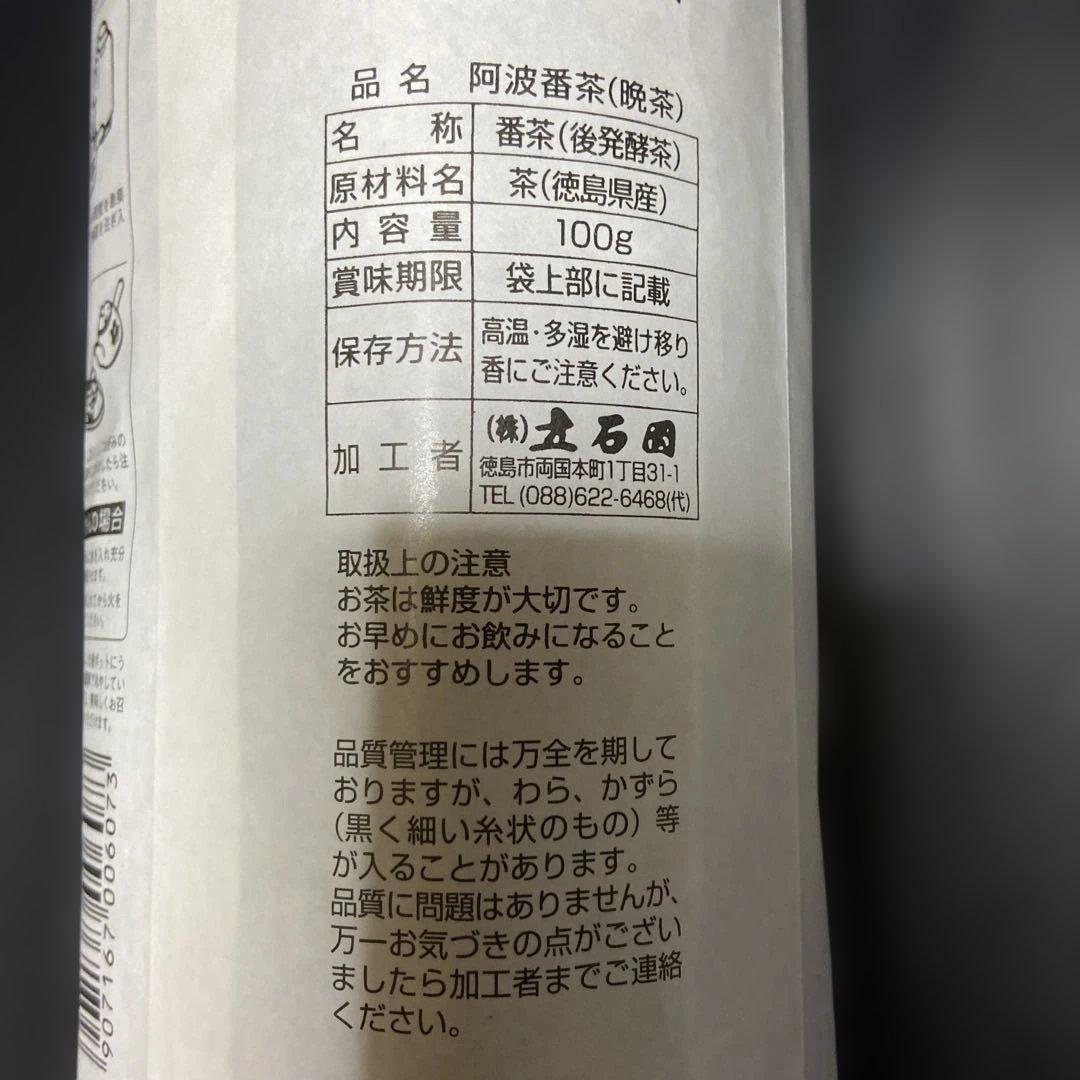 品名 阿波番茶(晩茶)
名称 番茶(後発酵茶)
原材料名 茶(徳島県産)
内容量 100g
賞味期限 袋上部に記載
保存方法 高温・多湿を避け移り
香にご注意ください。
加工者 (株)立石園
徳島市両国本町1丁目31-1
TEL(088)622-6468(代)
取扱上の注意
お茶は鮮度が大切です。
お早めにお飲みになること
をおすすめします。
品質管理には万全を期して
おりますが、わら、かずら
(黒く細い糸状のもの)等
が入ることがあります。
品質に問題はありませんが、
万一お気づきの点がござい
ましたら加工者までご連絡
ください。
の場合
907167006073